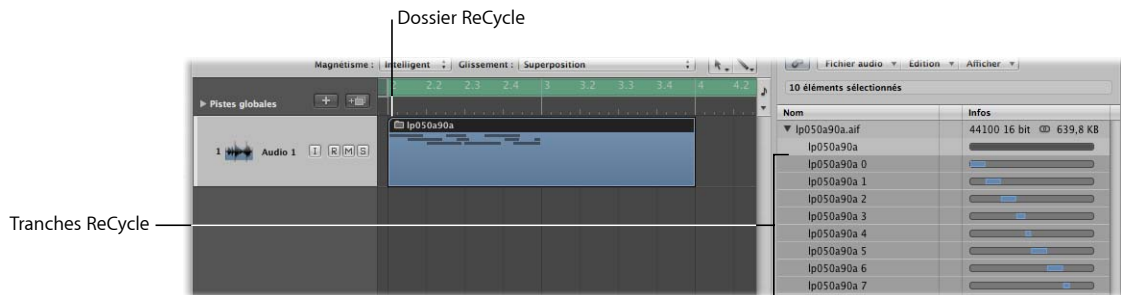 Dossier ReCycle
Magnétisme : Intelligent Glissement : Superposition
Fichier audio Édition Afficher
2.2 2.3 2.4 3 3.2 3.3 3.4 4 4.2
10 éléments sélectionnés
Pistes globales
Nom Infos
lp050a90a
lp050a90a.aif 44100 16 bit 639,8 KB
1 Audio 1 I R M S
lp050a90a
lp050a90a 0
lp050a90a 1
lp050a90a 2
Tranches ReCycle
lp050a90a 3
lp050a90a 4
lp050a90a 5
lp050a90a 6
lp050a90a 7